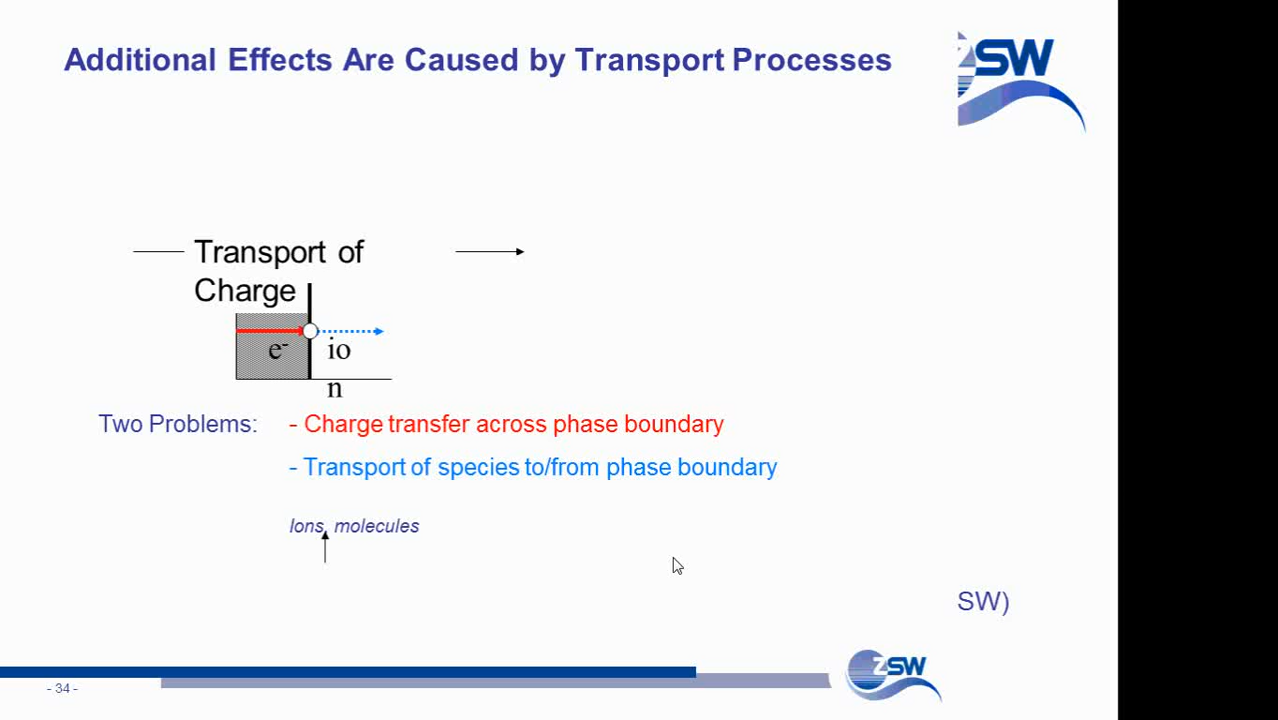 Additional Effects Are Caused by Transport Processes
ZSW
Transport of
Charge
e-
io
n
Two Problems: - Charge transfer across phase boundary
- Transport of species to/from phase boundary
Ions, molecules
SW)
- 34 -
ZSW